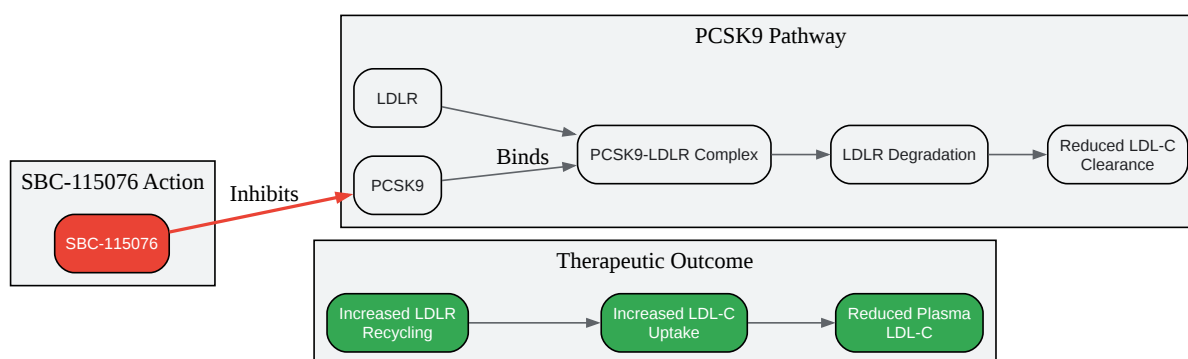 PCSK9 Pathway
LDLR
Binds
PCSK9-LDLR Complex
LDLR Degradation
Reduced LDL-C
Clearance
PCSK9
SBC-115076 Action
Inhibits
SBC-115076
Therapeutic Outcome
Increased LDLR
Recycling
Increased LDL-C
Uptake
Reduced Plasma
LDL-C